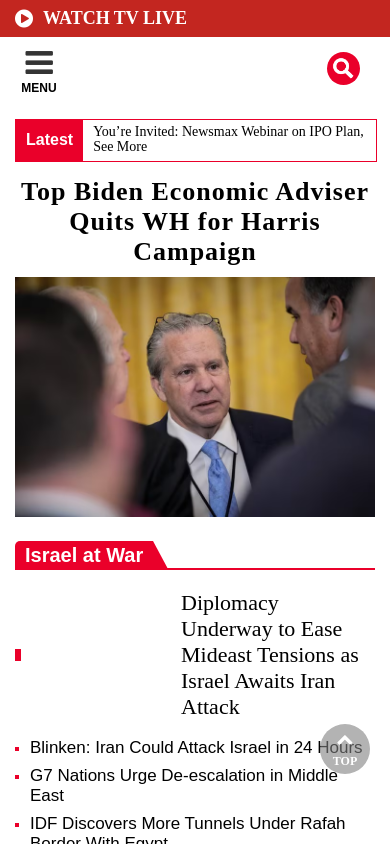 WATCH TV LIVE
MENU
Latest
You’re Invited: Newsmax Webinar on IPO Plan,
See More
Top Biden Economic Adviser
Quits WH for Harris
Campaign
Israel at War
Diplomacy
Underway to Ease
Mideast Tensions as
Israel Awaits Iran
Attack
Blinken: Iran Could Attack Israel in 24 Hours
TOP
G7 Nations Urge De-escalation in Middle
East
IDF Discovers More Tunnels Under Rafah
Border With Egypt